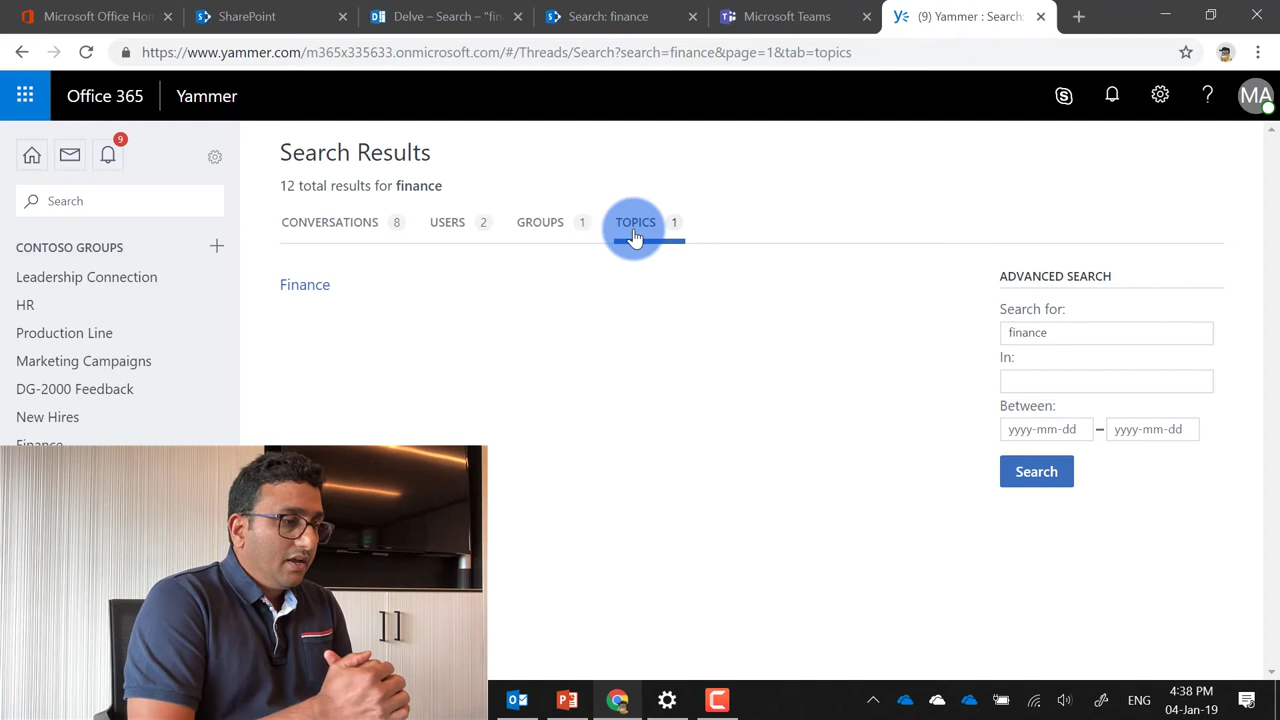 Microsoft Office Hom
SharePoint
Delve – Search – "fin
Search: finance
Microsoft Teams
(9) Yammer : Search:
https://www.yammer.com/m365x335633.onmicrosoft.com/#/Threads/Search?search=finance&page=1&tab=topics
Office 365
Yammer
MA
9
Search
CONTOSO GROUPS
Leadership Connection
HR
Production Line
Marketing Campaigns
DG-2000 Feedback
New Hires
Finance
Search Results
12 total results for finance
CONVERSATIONS 8
USERS 2
GROUPS 1
TOPICS 1
Finance
ADVANCED SEARCH
Search for:
finance
In:
Between:
yyyy-mm-dd – yyyy-mm-dd
Search
ENG
4:38 PM
04-Jan-19